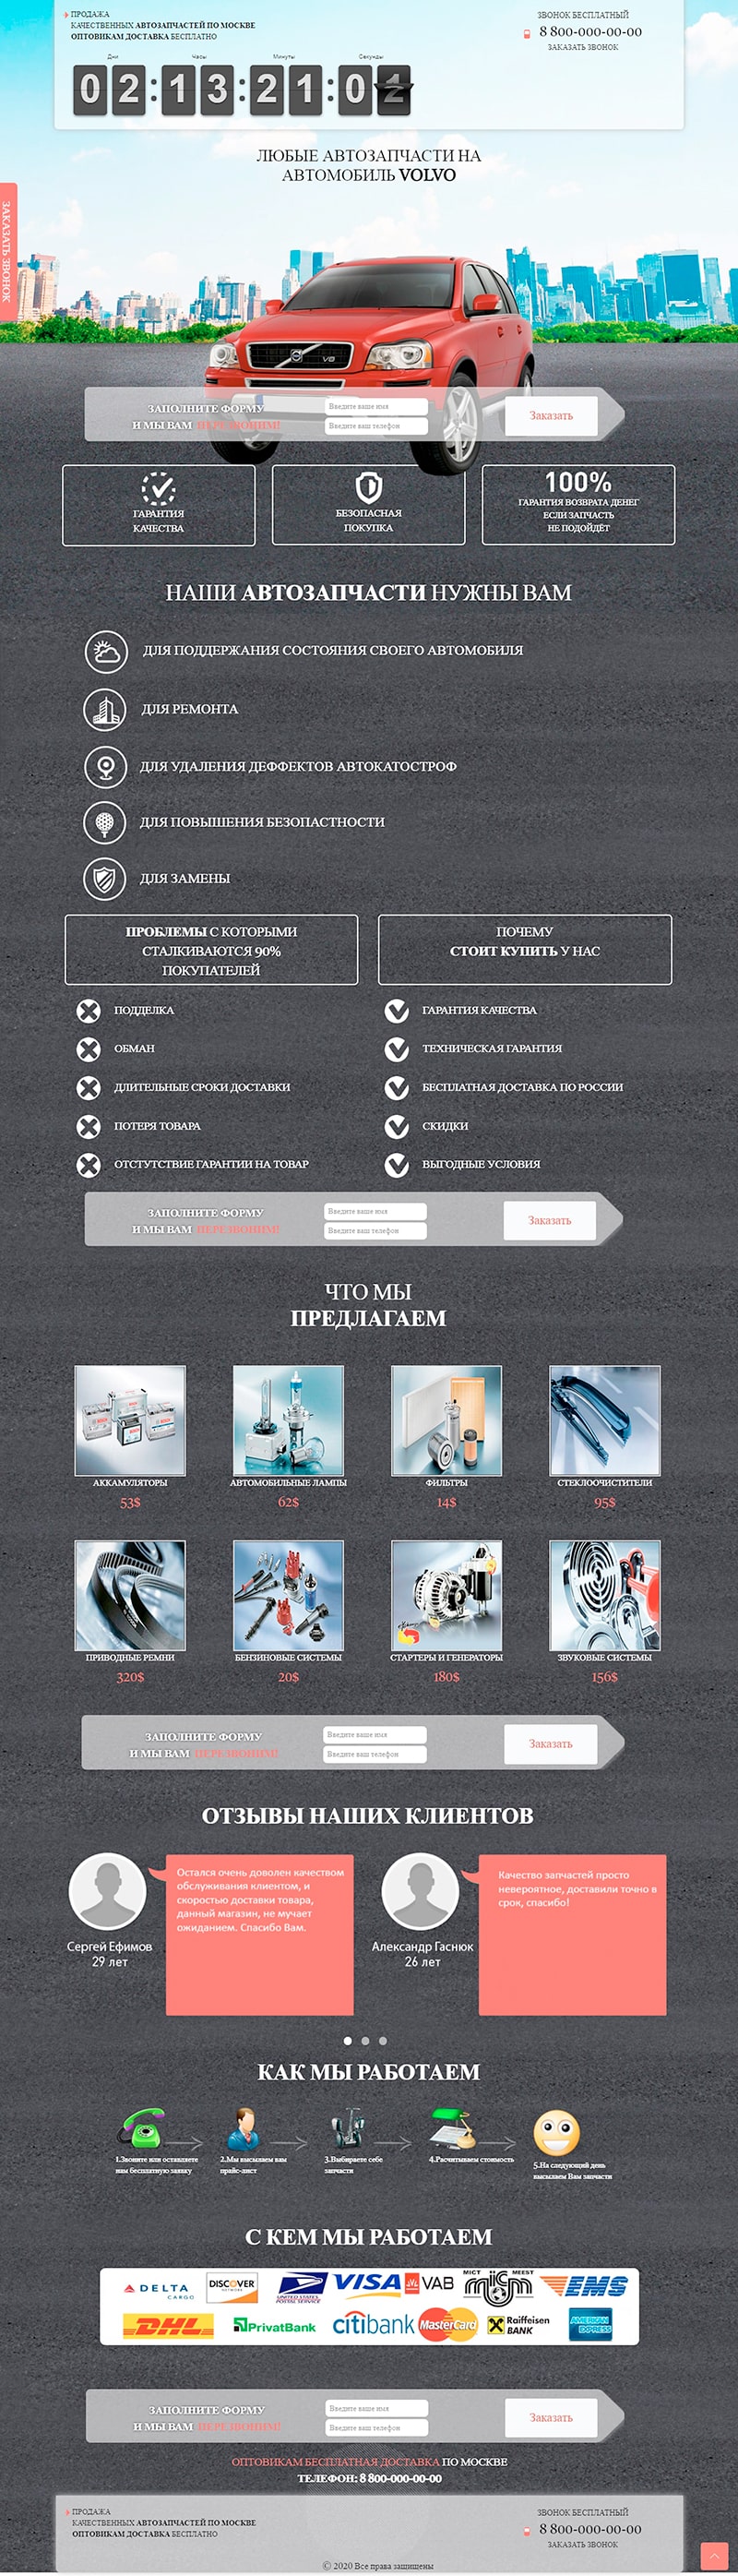 ПРОДАЖА
КАЧЕСТВЕННЫХ АВТОЗАПЧАСТЕЙ ПО МОСКВЕ
ОПТОВИКАМ ДОСТАВКА БЕСПЛАТНО
ЗВОНОК БЕСПЛАТНЫЙ
8 800-000-00-00
ЗАКАЗАТЬ ЗВОНОК
Дни Часы Минуты Секунды
02:13:21:02
ЛЮБЫЕ АВТОЗАПЧАСТИ НА
АВТОМОБИЛЬ VOLVO
ЗАКАЗАТЬ ЗВОНОК
V8
ЗАПОЛНИТЕ ФОРМУ
И МЫ ВАМ ПЕРЕЗВОНИМ!
Введите ваше имя
Введите ваш телефон
Заказать
ГАРАНТИЯ
КАЧЕСТВА
БЕЗОПАСНАЯ
ПОКУПКА
100%
ГАРАНТИЯ ВОЗВРАТА ДЕНЕГ
ЕСЛИ ЗАПЧАСТЬ
НЕ ПОДОЙДЁТ
НАШИ АВТОЗАПЧАСТИ НУЖНЫ ВАМ
ДЛЯ ПОДДЕРЖАНИЯ СОСТОЯНИЯ СВОЕГО АВТОМОБИЛЯ
ДЛЯ РЕМОНТА
ДЛЯ УДАЛЕНИЯ ДЕФФЕКТОВ АВТОКАТОСТРОФ
ДЛЯ ПОВЫШЕНИЯ БЕЗОПАСТНОСТИ
ДЛЯ ЗАМЕНЫ
ПРОБЛЕМЫ С КОТОРЫМИ
СТАЛКИВАЮТСЯ 90%
ПОКУПАТЕЛЕЙ
ПОДДЕЛКА
ОБМАН
ДЛИТЕЛЬНЫЕ СРОКИ ДОСТАВКИ
ПОТЕРЯ ТОВАРА
ОТСТУТСТВИЕ ГАРАНТИИ НА ТОВАР
ПОЧЕМУ
СТОИТ КУПИТЬ У НАС
ГАРАНТИЯ КАЧЕСТВА
ТЕХНИЧЕСКАЯ ГАРАНТИЯ
БЕСПЛАТНАЯ ДОСТАВКА ПО РОССИИ
СКИДКИ
ВЫГОДНЫЕ УСЛОВИЯ
ЗАПОЛНИТЕ ФОРМУ
И МЫ ВАМ ПЕРЕЗВОНИМ!
Введите ваше имя
Введите ваш телефон
Заказать
ЧТО МЫ
ПРЕДЛАГАЕМ
АККАМУЛЯТОРЫ
53$
АВТОМОБИЛЬНЫЕ ЛАМПЫ
62$
ФИЛЬТРЫ
14$
СТЕКЛООЧИСТИТЕЛИ
95$
ПРИВОДНЫЕ РЕМНИ
320$
БЕНЗИНОВЫЕ СИСТЕМЫ
20$
СТАРТЕРЫ И ГЕНЕРАТОРЫ
180$
ЗВУКОВЫЕ СИСТЕМЫ
156$
ЗАПОЛНИТЕ ФОРМУ
И МЫ ВАМ ПЕРЕЗВОНИМ!
Введите ваше имя
Введите ваш телефон
Заказать
ОТЗЫВЫ НАШИХ КЛИЕНТОВ
Сергей Ефимов
29 лет
Остался очень доволен качеством
обслуживания клиентом, и
скоростью доставки товара,
данный магазин, не мучает
ожиданием. Спасибо Вам.
Александр Гаснюк
26 лет
Качество запчастей просто
невероятное, доставили точно в
срок, спасибо!
КАК МЫ РАБОТАЕМ
1.Звоните или оставляете
нам бесплатную заявку
2.Мы высылаем вам
прайс-лист
3.Выбираете себе
запчасти
4.Расчитываем стоимость
5.На следующий день
высылаем Вам запчасти
С КЕМ МЫ РАБОТАЕМ
DELTA
CARGO
DISCOVER
NETWORK
UNITED STATES
POSTAL SERVICE
VISA
VAB
МІСТ МЕЕST
EMS
DHL
PrivatBank
citibank
MasterCard
Raiffeisen
BANK
AMERICAN
EXPRESS
ЗАПОЛНИТЕ ФОРМУ
И МЫ ВАМ ПЕРЕЗВОНИМ!
Введите ваше имя
Введите ваш телефон
Заказать
ОПТОВИКАМ БЕСПЛАТНАЯ ДОСТАВКА ПО МОСКВЕ
ТЕЛЕФОН: 8 800-000-00-00
ПРОДАЖА
КАЧЕСТВЕННЫХ АВТОЗАПЧАСТЕЙ ПО МОСКВЕ
ОПТОВИКАМ ДОСТАВКА БЕСПЛАТНО
ЗВОНОК БЕСПЛАТНЫЙ
8 800-000-00-00
ЗАКАЗАТЬ ЗВОНОК
© 2020 Все права защищены